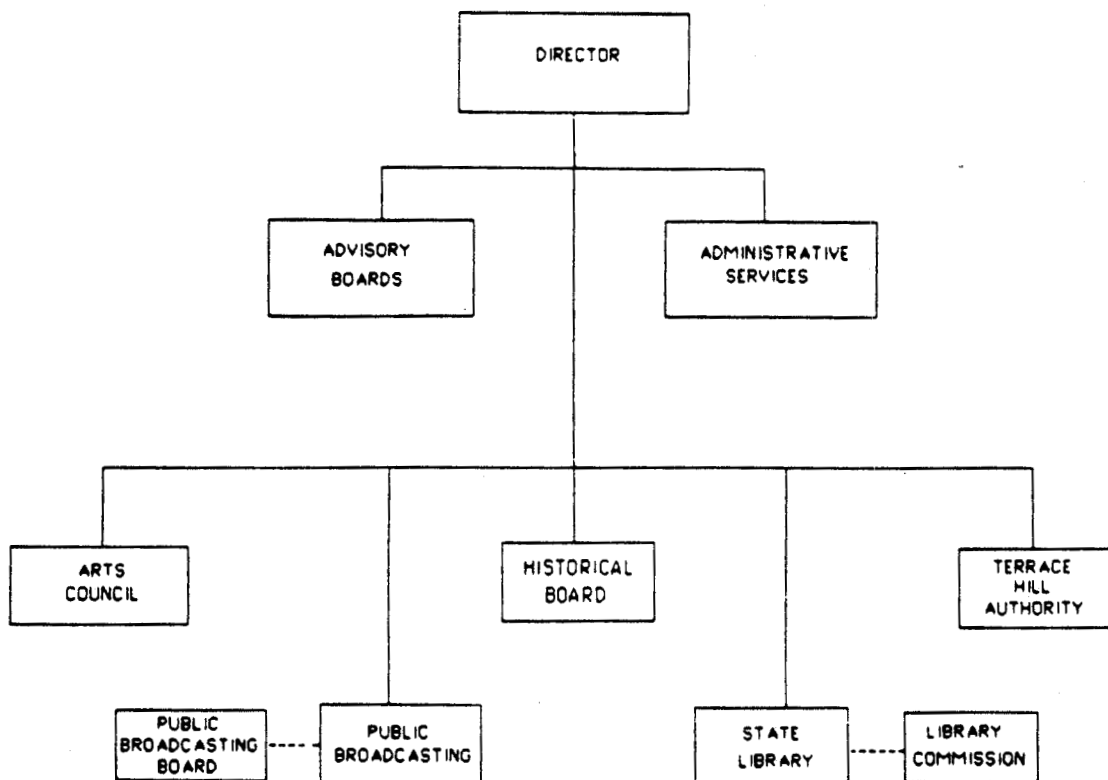 DIRECTOR
ADVISORY
BOARDS
ADMINISTRATIVE
SERVICES
ARTS
COUNCIL
HISTORICAL
BOARD
TERRACE
HILL
AUTHORITY
PUBLIC
BROADCASTING
BOARD
PUBLIC
BROADCASTING
STATE
LIBRARY
LIBRARY
COMMISSION